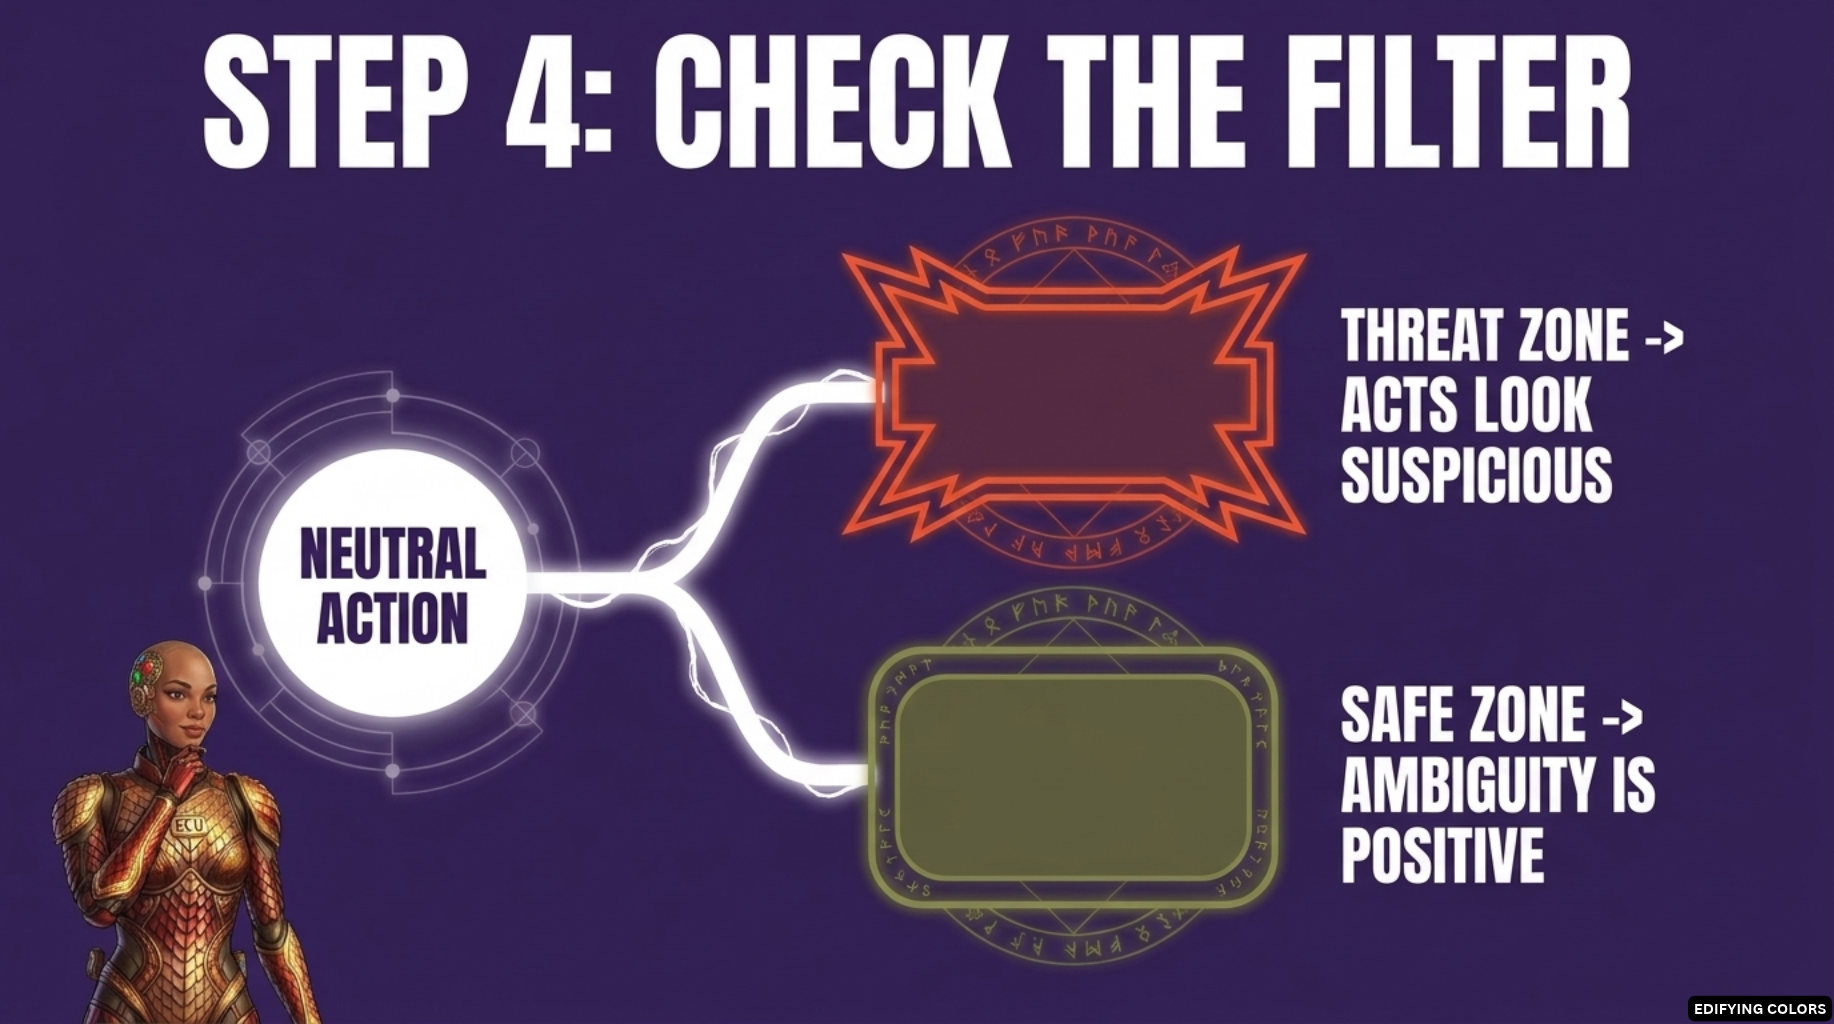 STEP 4: CHECK THE FILTER
NEUTRAL
ACTION
THREAT ZONE ->
ACTS LOOK
SUSPICIOUS
SAFE ZONE ->
AMBIGUITY IS
POSITIVE
ECU
EDIFYING COLORS